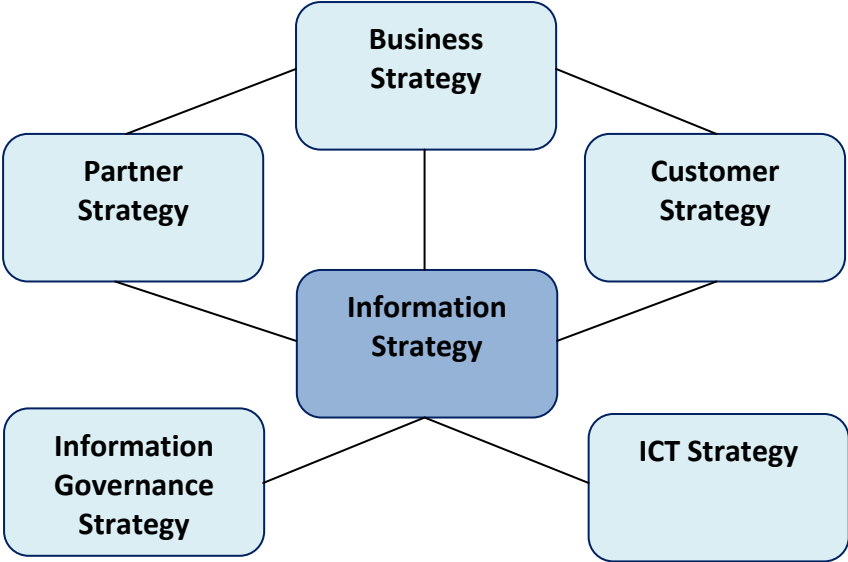 Business
Strategy
Partner
Strategy
Customer
Strategy
Information
Strategy
Information
Governance
Strategy
ICT Strategy